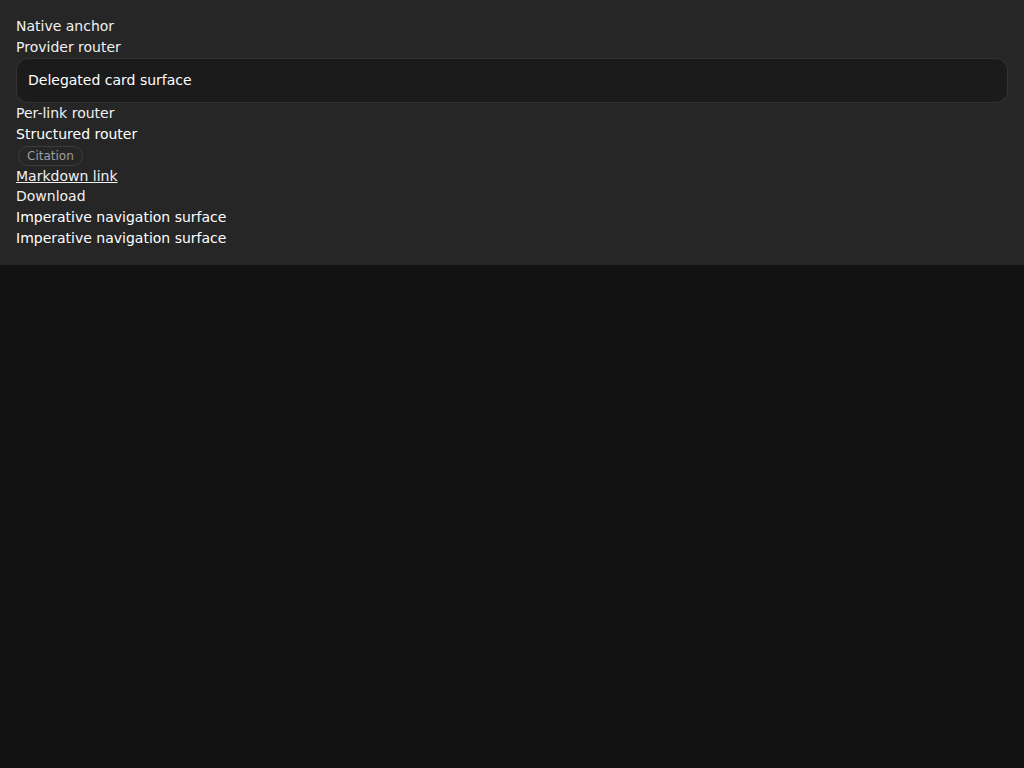 Native anchor
Provider router
Delegated card surface
Per-link router
Structured router
Citation
Markdown link
Download
Imperative navigation surface
Imperative navigation surface